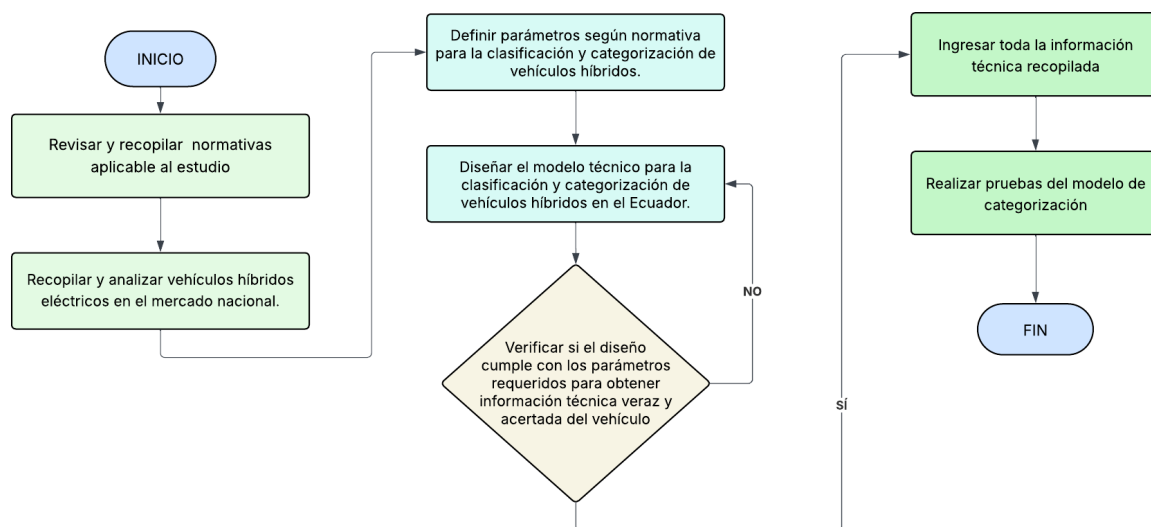 INICIO
Revisar y recopilar normativas
aplicable al estudio
Recopilar y analizar vehículos híbridos
eléctricos en el mercado nacional.
Definir parámetros según normativa
para la clasificación y categorización de
vehículos híbridos.
Diseñar el modelo técnico para la
clasificación y categorización de
vehículos híbridos en el Ecuador.
Verificar si el diseño
cumple con los parámetros
requeridos para obtener
información técnica veraz y
acertada del vehículo
NO
SÍ
Ingresar toda la información
técnica recopilada
Realizar pruebas del modelo de
categorización
FIN